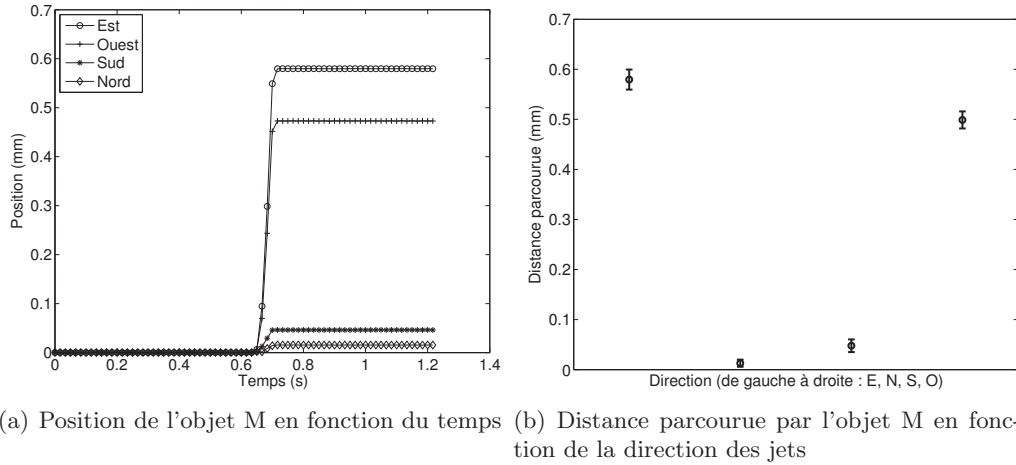 0.7
0.6
0.5
0.4
0.3
0.2
0.1
0
Position (mm)
Est
Ouest
Sud
Nord
0 0.2 0.4 0.6 0.8 1 1.2 1.4
Temps (s)
0.7
0.6
0.5
0.4
0.3
0.2
0.1
0
Distance parcourue (mm)
Direction (de gauche à droite : E, N, S, O)
(a) Position de l'objet M en fonction du temps
(b) Distance parcourue par l'objet M en fonc-
tion de la direction des jets